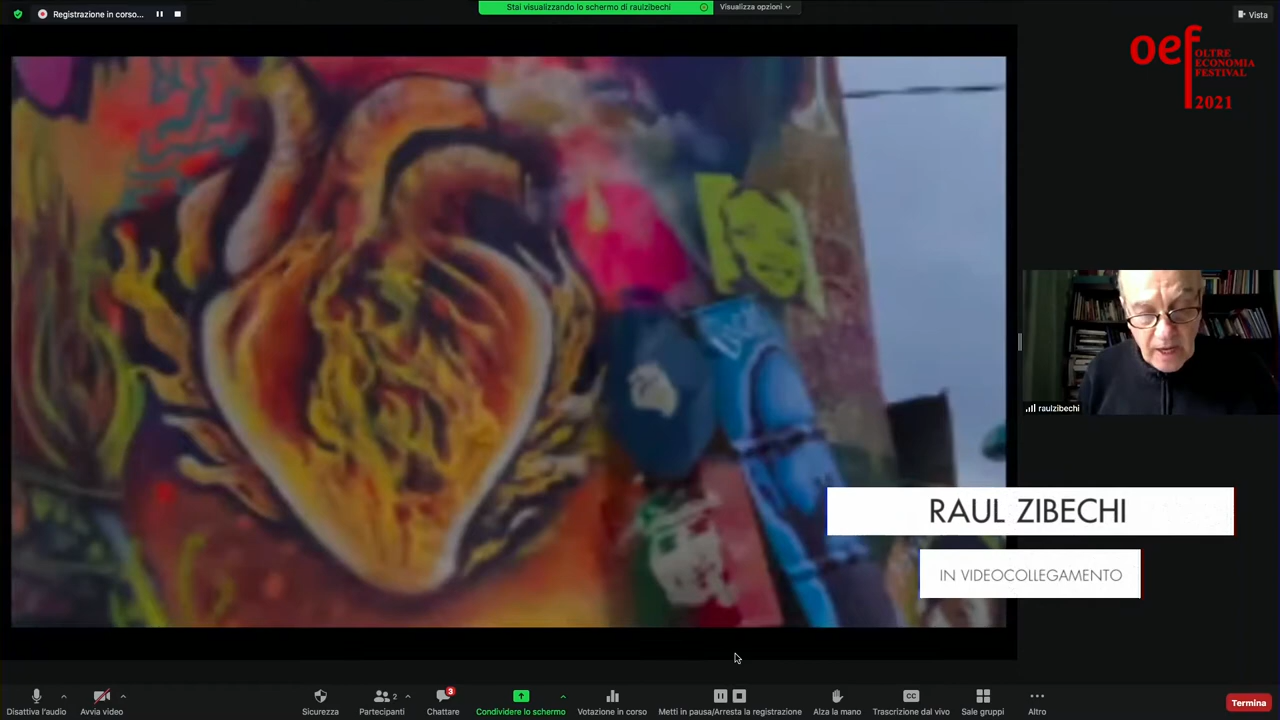 Registrazione in corso...
Stai visualizzando lo schermo di raulzibechi
Visualizza opzioni
Vista
oef
OLTRE
ECONOMIA
FESTIVAL
2021
raulzibechi
RAUL ZIBECHI
IN VIDEOCOLLEGAMENTO
Disattiva l'audio
Avvia video
Sicurezza
2
Partecipanti
3
Chattare
Condividere lo schermo
Votazione in corso
Metti in pausa/Arresta la registrazione
Alza la mano
CC
Trascrizione dal vivo
Sale gruppi
Altro
Termina